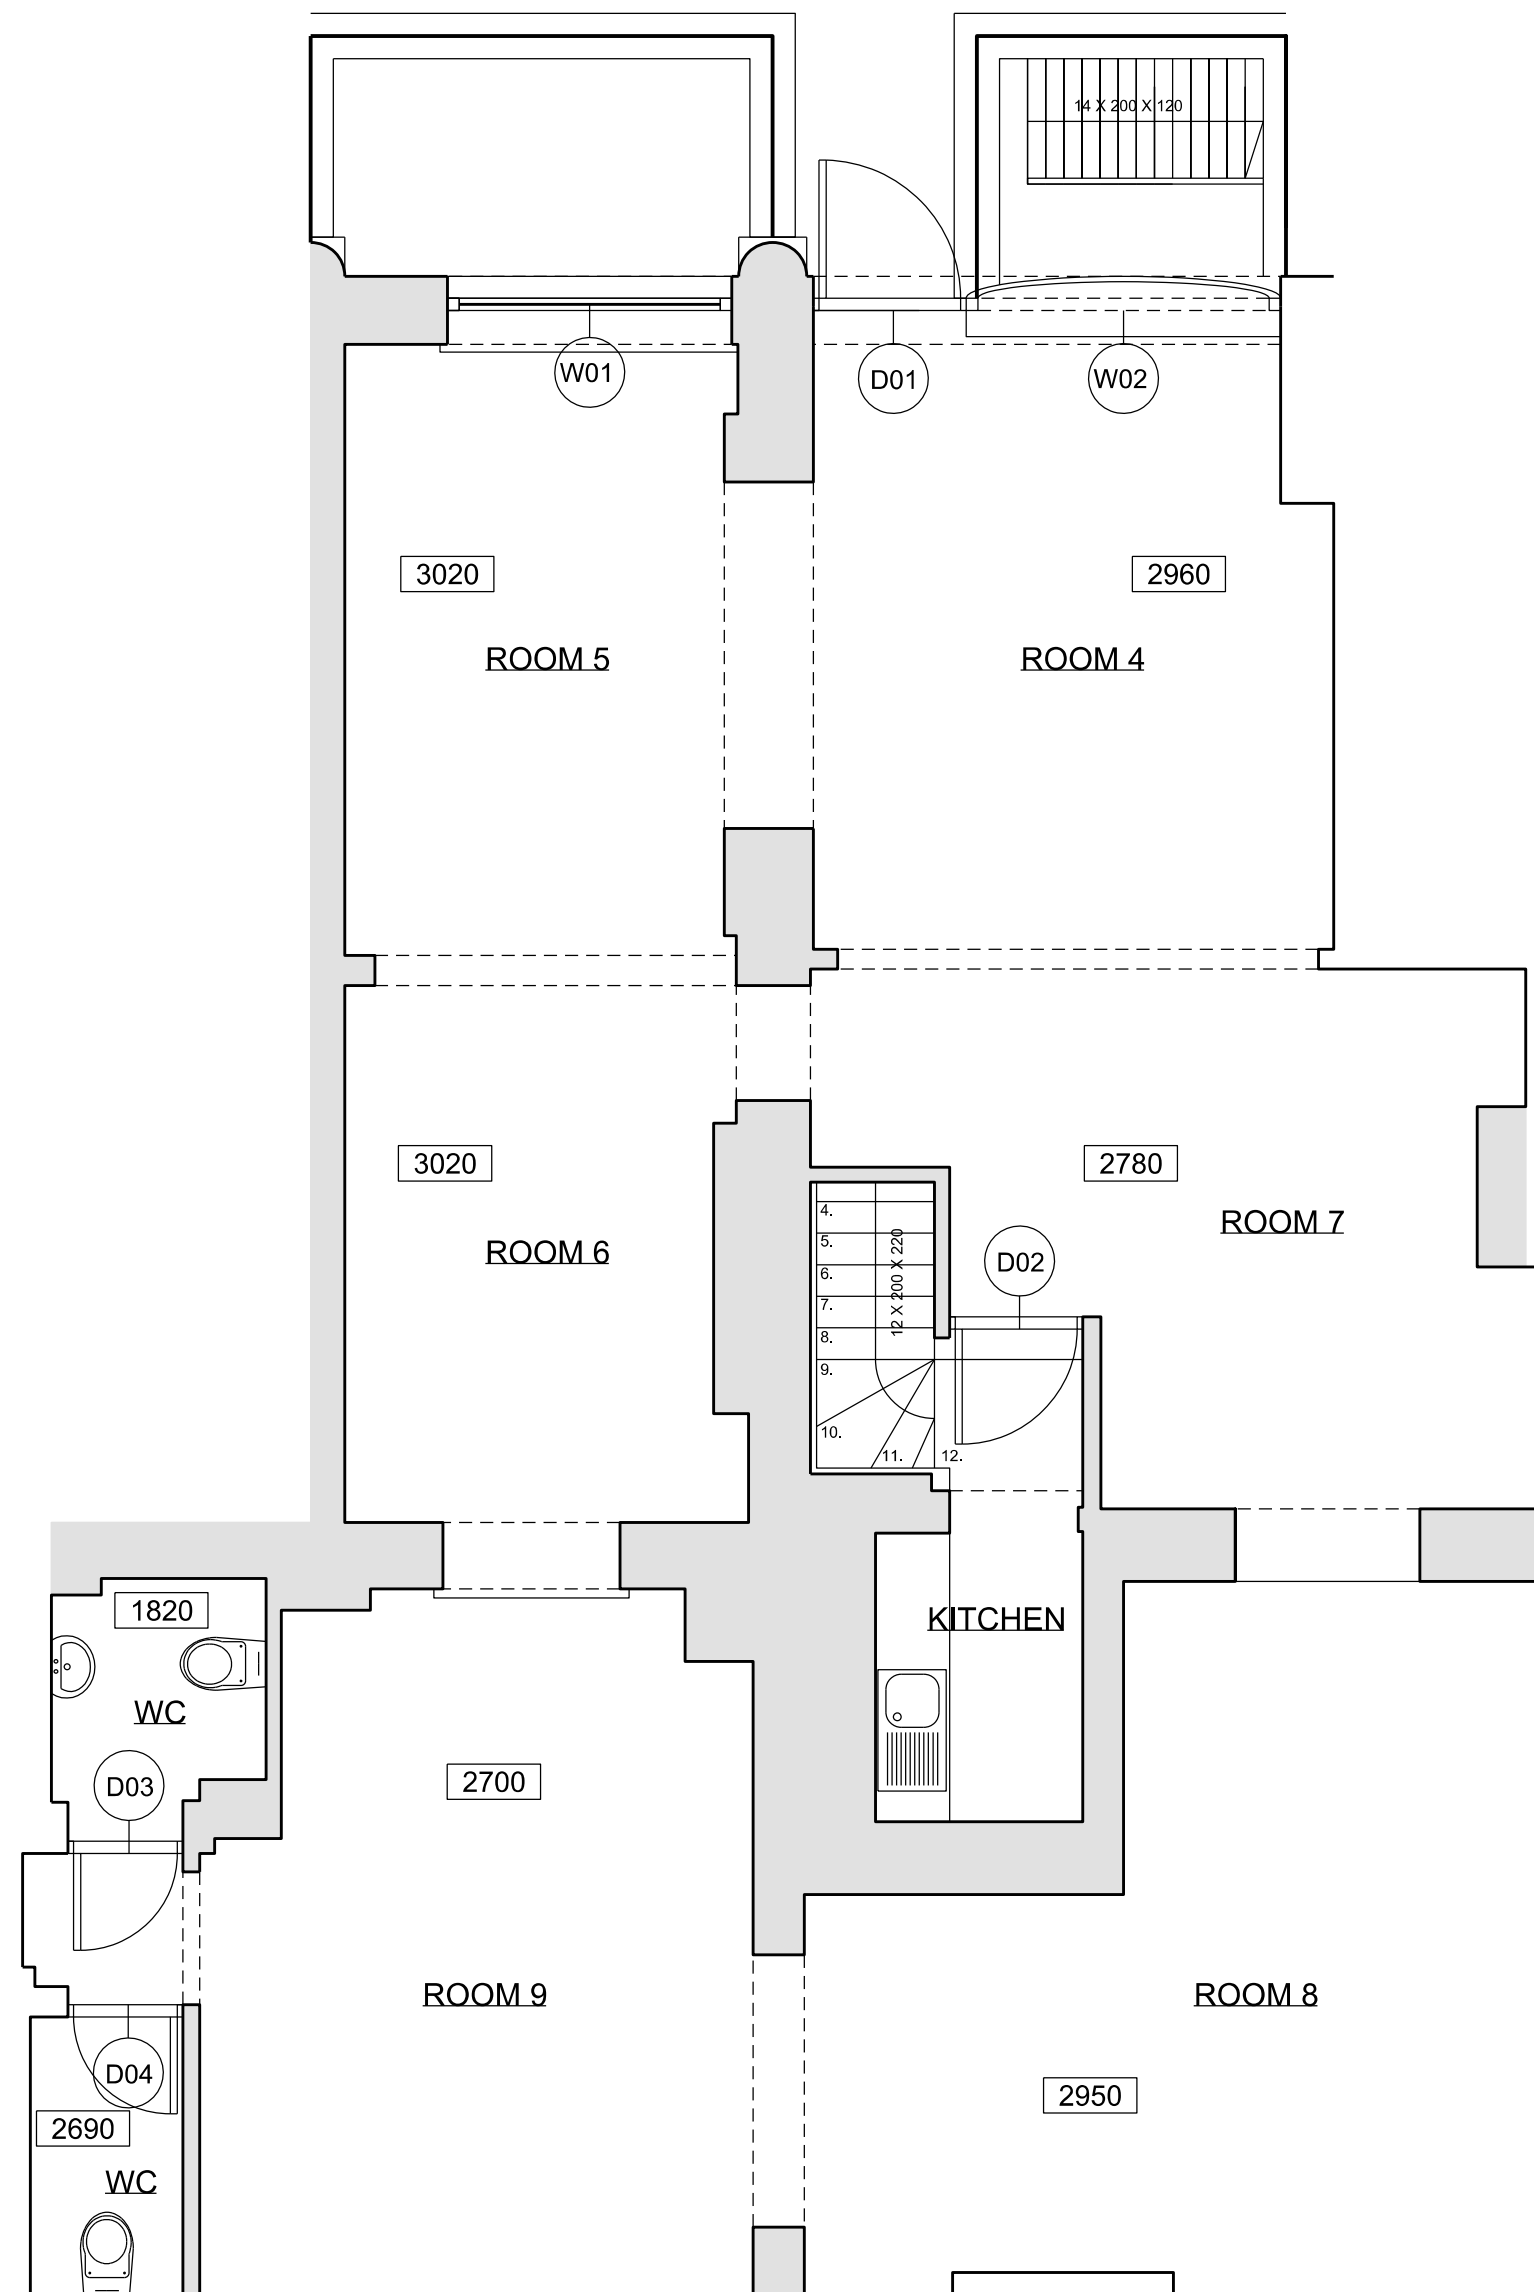 14 X 200 X 120
W01
D01
W02
3020
2960
ROOM 5
ROOM 4
3020
2780
4.
ROOM 7
5.
ROOM 6
12 X 200 X 220
D02
6.
7.
8.
9.
10.
11.
12.
1820
KITCHEN
WC
D03
2700
ROOM 9
ROOM 8
D04
2950
2690
WC